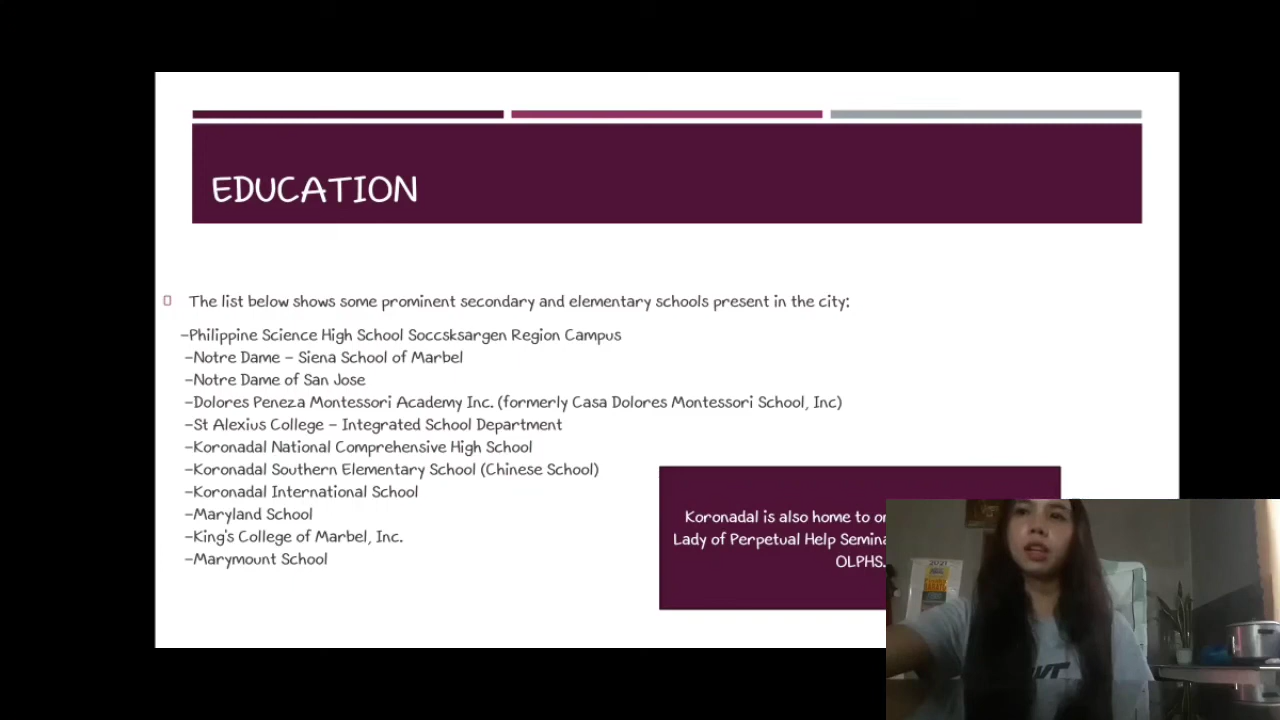 EDUCATION
The list below shows some prominent secondary and elementary schools present in the city:
-Philippine Science High School Soccsksargen Region Campus
-Notre Dame - Siena School of Marbel
-Notre Dame of San Jose
-Dolores Peneza Montessori Academy Inc. (formerly Casa Dolores Montessori School, Inc)
-St Alexius College - Integrated School Department
-Koronadal National Comprehensive High School
-Koronadal Southern Elementary School (Chinese School)
-Koronadal International School
-Maryland School
-King's College of Marbel, Inc.
-Marymount School
Koronadal is also home to
Lady of Perpetual Help
OLPHS.
2021